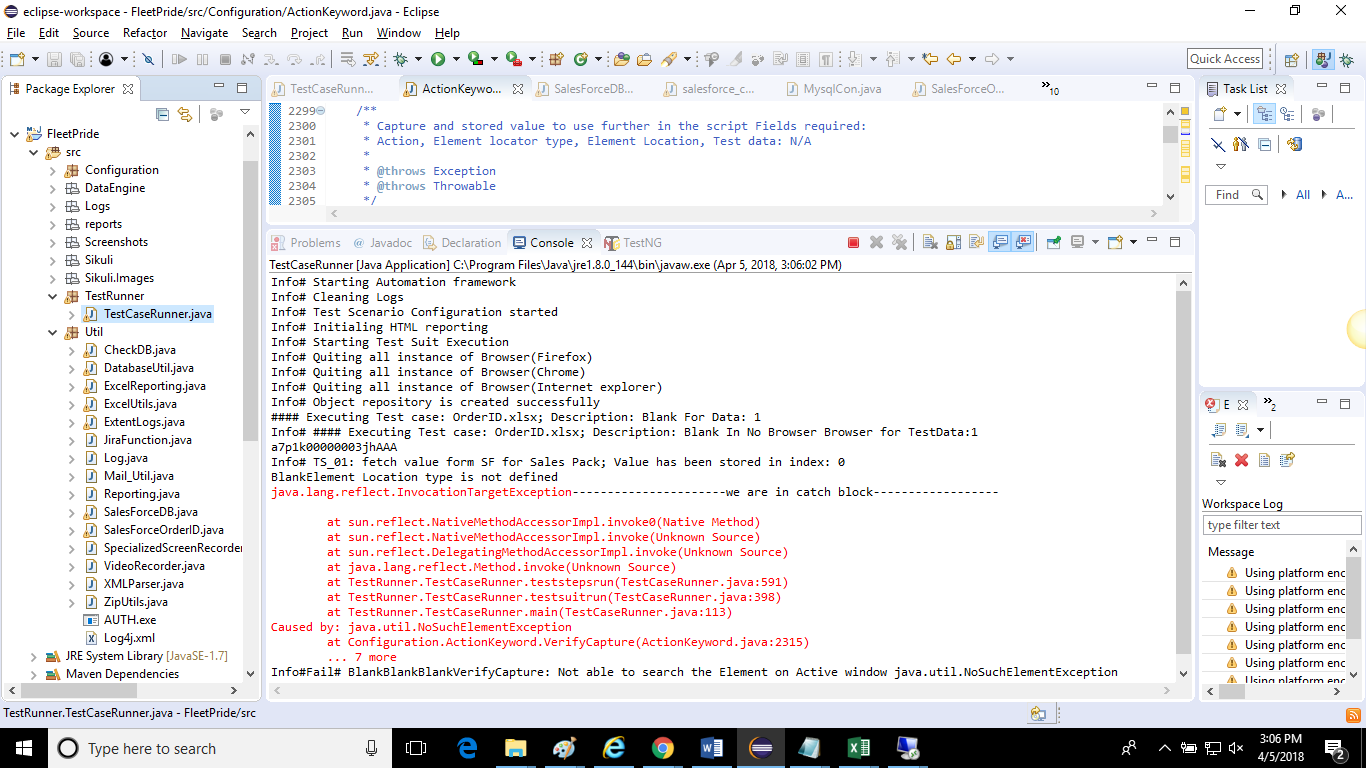 eclipse-workspace - FleetPride/src/Configuration/ActionKeyword.java - Eclipse
File Edit Source Refactor Navigate Search Project Run Window Help
Quick Access
Package Explorer
FleetPride
src
Configuration
DataEngine
Logs
reports
Screenshots
Sikuli
Sikuli.Images
TestRunner
TestCaseRunner.java
Util
CheckDB.java
DatabaseUtil.java
ExcelReporting.java
ExcelUtils.java
ExtentLogs.java
JiraFunction.java
Log.java
Mail_Util.java
Reporting.java
SalesForceDB.java
SalesForceOrderID.java
SpecializedScreenRecorder
VideoRecorder.java
XMLParser.java
ZipUtils.java
AUTH.exe
Log4j.xml
JRE System Library [JavaSE-1.7]
Maven Dependencies
TestCaseRunn... ActionKeywo... SalesForceDB... salesforce_c... MysqlCon.java SalesForceO... »10
2299 /**
2300 * Capture and stored value to use further in the script Fields required:
2301 * Action, Element locator type, Element Location, Test data: N/A
2302 *
2303 * @throws Exception
2304 * @throws Throwable
2305 */
Problems @ Javadoc Declaration Console TestNG
TestCaseRunner [Java Application] C:\Program Files\Java\jre1.8.0_144\bin\javaw.exe (Apr 5, 2018, 3:06:02 PM)
Info# Starting Automation framework
Info# Cleaning Logs
Info# Test Scenario Configuration started
Info# Initialing HTML reporting
Info# Starting Test Suit Execution
Info# Quiting all instance of Browser(Firefox)
Info# Quiting all instance of Browser(Chrome)
Info# Quiting all instance of Browser(Internet explorer)
Info# Object repository is created successfully
#### Executing Test case: OrderID.xlsx; Description: Blank For Data: 1
Info# #### Executing Test case: OrderID.xlsx; Description: Blank In No Browser Browser for TestData:1
a7p1k00000003jhAAA
Info# TS_01: fetch value form SF for Sales Pack; Value has been stored in index: 0
BlankElement Location type is not defined
java.lang.reflect.InvocationTargetException----------------------we are in catch block------------------
at sun.reflect.NativeMethodAccessorImpl.invoke0(Native Method)
at sun.reflect.NativeMethodAccessorImpl.invoke(Unknown Source)
at sun.reflect.DelegatingMethodAccessorImpl.invoke(Unknown Source)
at java.lang.reflect.Method.invoke(Unknown Source)
at TestRunner.TestCaseRunner.teststepsrun(TestCaseRunner.java:591)
at TestRunner.TestCaseRunner.testsuitrun(TestCaseRunner.java:398)
at TestRunner.TestCaseRunner.main(TestCaseRunner.java:113)
Caused by: java.util.NoSuchElementException
at Configuration.ActionKeyword.VerifyCapture(ActionKeyword.java:2315)
... 7 more
Info#Fail# BlankBlankBlankVerifyCapture: Not able to search the Element on Active window java.util.NoSuchElementException
Task List
Find All A...
E »2
Workspace Log
type filter text
Message
Using platform enc
Using platform enc
Using platform enc
Using platform enc
Using platform enc
Using platform enc
Using platform enc
TestRunner.TestCaseRunner.java - FleetPride/src
Type here to search
3:06 PM
4/5/2018
2